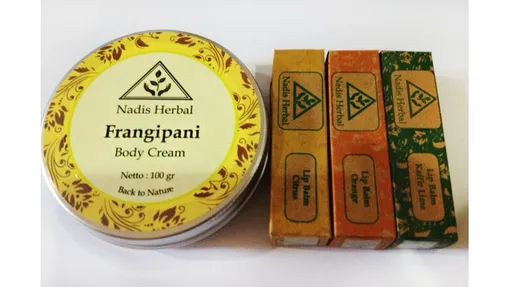 Nadis Herbal
Frangipani
Body Cream
Netto : 100 gr
Back to Nature
Nadis Herbal
Lip Balm
Citrus
Nadis Herbal
Lip Balm
Orange
Nadis Herbal
Lip Balm
Kaffir Lime